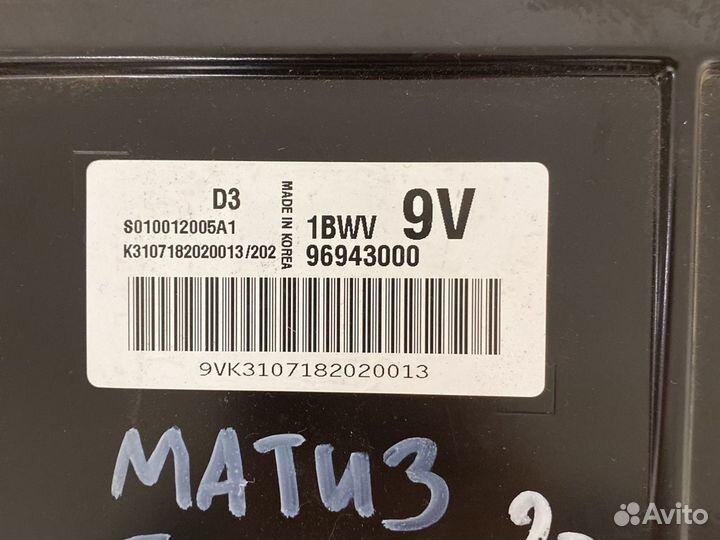 D3
S010012005A1
K3107182020013/202
MADE IN KOREA
1BWV 9V
96943000
9VK3107182020013
МАТИЗ
Avito